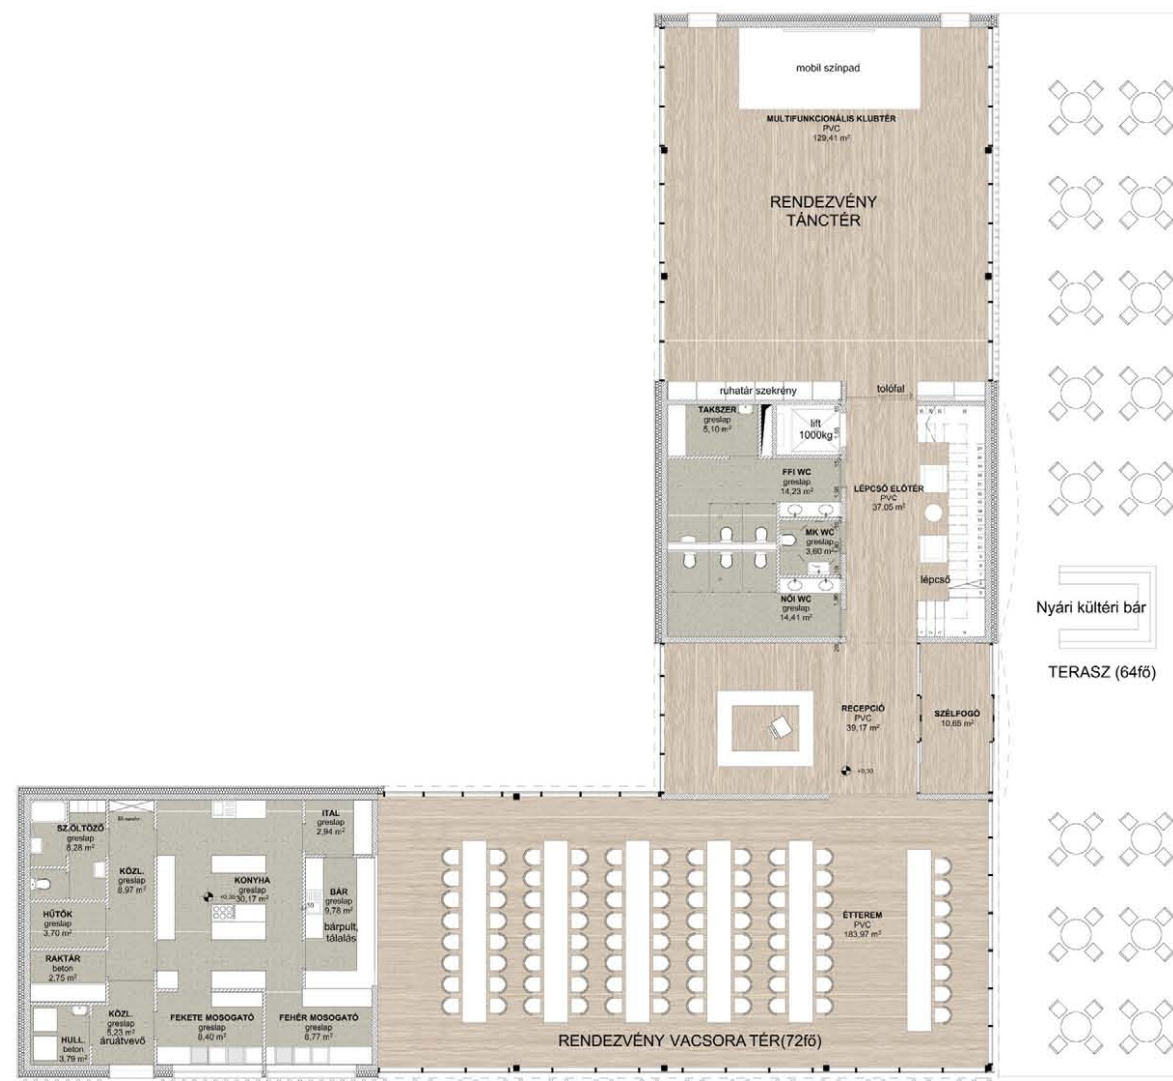 mobil színpad
MULTIFUNKCIONÁLIS KLUBTÉR
PVC
129,41 m²
RENDEZVÉNY
TÁNCTÉR
ruhatár szekrény
tolófal
TAKSZER
greslap
5,10 m²
lift
1000kg
FFI WC
greslap
14,23 m²
LÉPCSŐ ELŐTÉR
PVC
37,05 m²
MK WC
greslap
3,60 m²
lépcső
NŐI WC
greslap
14,41 m²
Nyári kültéri bár
TERASZ (64fő)
RECEPCIÓ
PVC
39,17 m²
SZÉLFOGÓ
10,65 m²
+0,30
SZ.ÖLTÖZŐ
greslap
8,28 m²
KÖZL.
greslap
8,97 m²
ITAL
greslap
2,94 m²
KONYHA
greslap
30,17 m²
+0,30
BÁR
greslap
9,78 m²
bárpult,
tálalás
HŰTŐK
greslap
3,70 m²
RAKTÁR
beton
2,75 m²
KÖZL.
greslap
5,23 m²
áruátvevő
HULL.
beton
3,79 m²
FEKETE MOSOGATÓ
greslap
8,40 m²
FEHÉR MOSOGATÓ
greslap
8,77 m²
ÉTTEREM
PVC
183,97 m²
RENDEZVÉNY VACSORA TÉR(72fő)